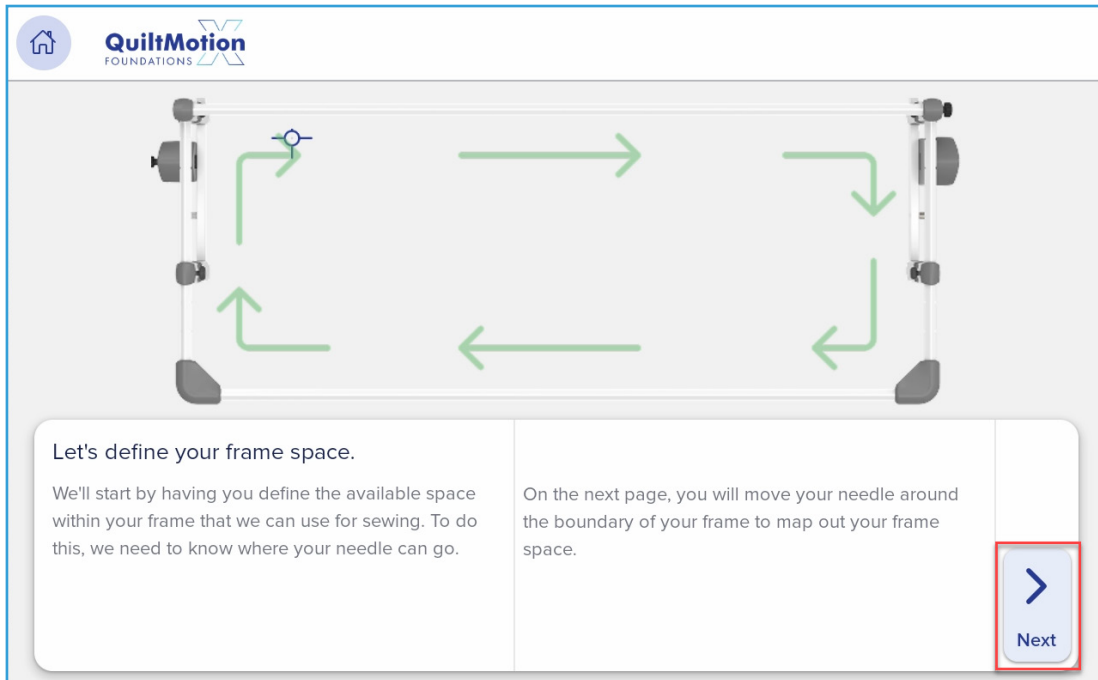 QuiltMotion
FOUNDATIONS
Let's define your frame space.
We'll start by having you define the available space
within your frame that we can use for sewing. To do
this, we need to know where your needle can go.
On the next page, you will move your needle around
the boundary of your frame to map out your frame
space.
Next